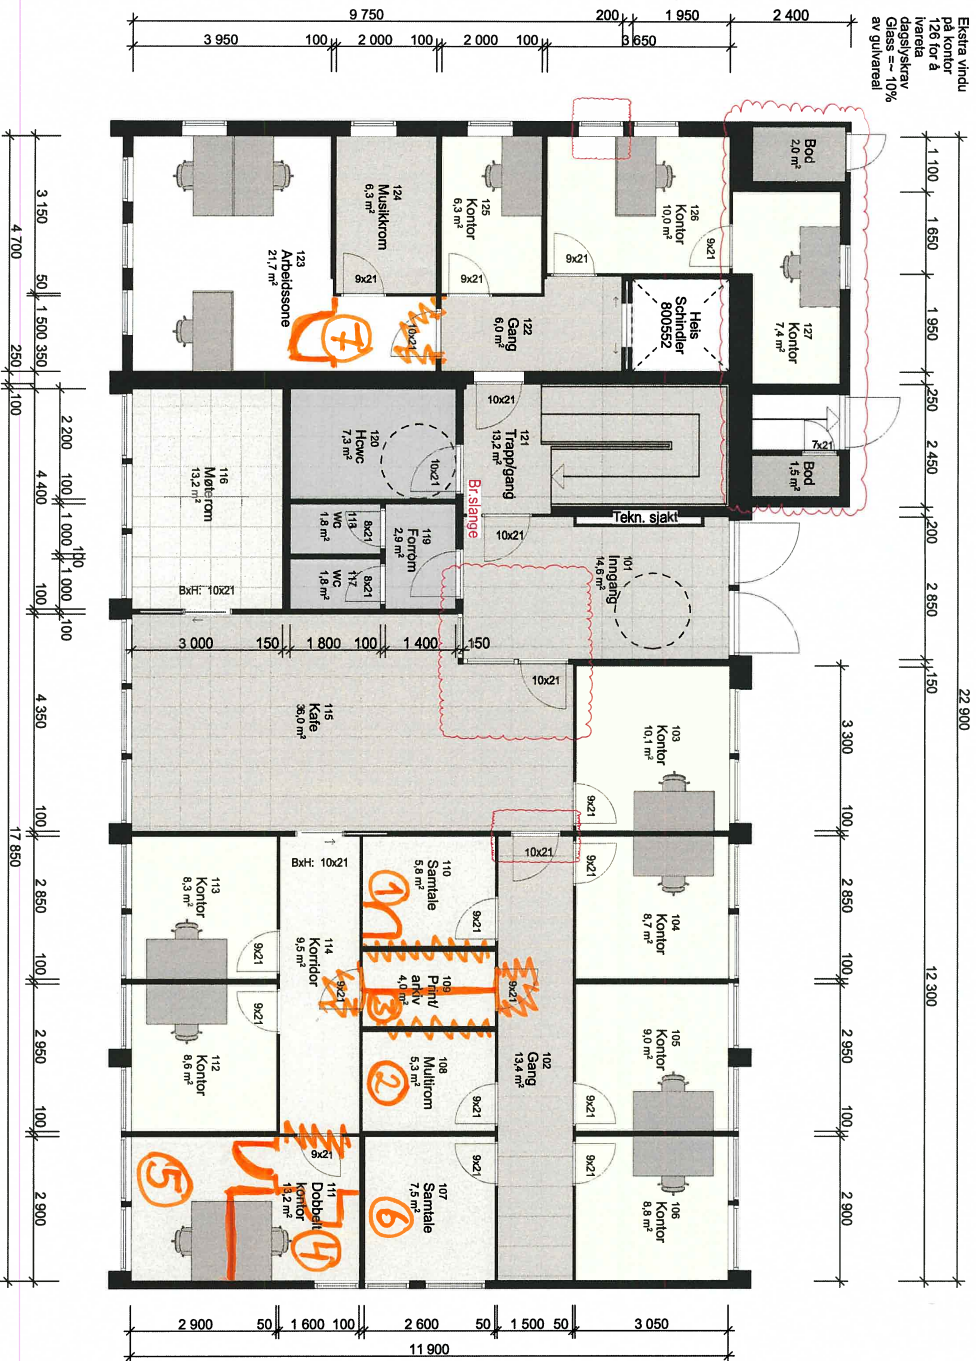 Ekstra vindu
på kontor
126 for å
ivareta
dagslyskrav
Glass =~ 10%
av gulvareal
9 750
200
1 950
2 400
3 950
100
2 000
100
2 000
100
3 650
Bod
2,0 m²
124
Musikkrom
6,3 m²
125
Kontor
6,3 m²
126
Kontor
10,0 m²
9x21
9x21
9x21
9x21
127
Kontor
7,4 m²
123
Arbeidssone
21,7 m²
7
10x21
122
Gang
6,0 m²
Heis
Schindler
800552
10x21
121
Trapp/gang
13,2 m²
7x21
Bod
1,5 m²
120
Hcwc
7,3 m²
10x21
Br.slange
116
Møterom
13,2 m²
118
WC
1,8 m²
8x21
119
Forrom
2,9 m²
10x21
Tekn. sjakt
101
Inngang
14,6 m²
117
WC
1,8 m²
8x21
BxH: 10x21
3 000
150
1 800
100
1 400
150
10x21
115
Kafe
36,0 m²
103
Kontor
10,1 m²
9x21
BxH: 10x21
10x21
9x21
113
Kontor
8,3 m²
9x21
114
Korridor
9,5 m²
110
Samtale
5,8 m²
1
9x21
104
Kontor
8,7 m²
109
Print/
arkiv
4,0 m²
3
9x21
9x21
112
Kontor
8,6 m²
9x21
108
Multirom
5,3 m²
2
9x21
102
Gang
13,4 m²
105
Kontor
9,0 m²
9x21
111
Dobbelt
kontor
13,2 m²
9x21
5
4
107
Samtale
7,5 m²
6
9x21
9x21
106
Kontor
8,8 m²
3 150
4 700
50
1 500
350
250
100
2 200
100
4 400
1 000
100
1 000
100
100
4 350
100
17 850
2 850
100
2 950
100
2 900
1 100
1 650
1 950
250
2 450
200
2 850
150
22 900
3 300
100
2 850
100
12 300
2 950
100
2 900
2 900
50
1 600
100
2 600
50
1 500
50
3 050
11 900